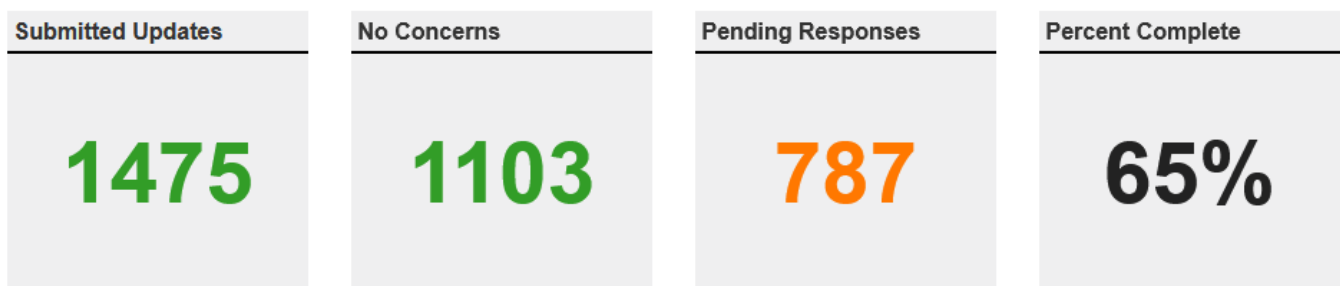 Submitted Updates
1475
No Concerns
1103
Pending Responses
787
Percent Complete
65%